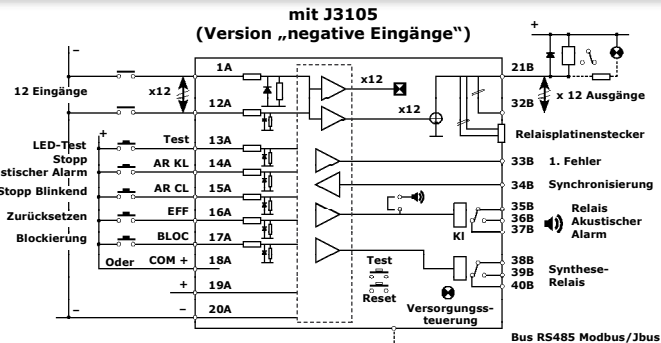 mit J3105
(Version „negative Eingänge“)
+
–
1A
21B
12 Eingänge
x12
x12
x12
x 12 Ausgänge
12A
32B
+
Relaisplatinenstecker
LED-Test
Test
13A
Stopp
stischer Alarm
AR KL
14A
33B
1. Fehler
Stopp Blinkend
AR CL
15A
34B
Synchronisierung
Zurücksetzen
EFF
16A
35B
36B
37B
Relais
Akustischer
Alarm
KI
Blockierung
BLOC
17A
Oder
COM +
18A
Test
Reset
38B
39B
40B
Synthese-
Relais
+
19A
–
–
20A
Versorgungss-
steuerung
Bus RS485 Modbus/Jbus